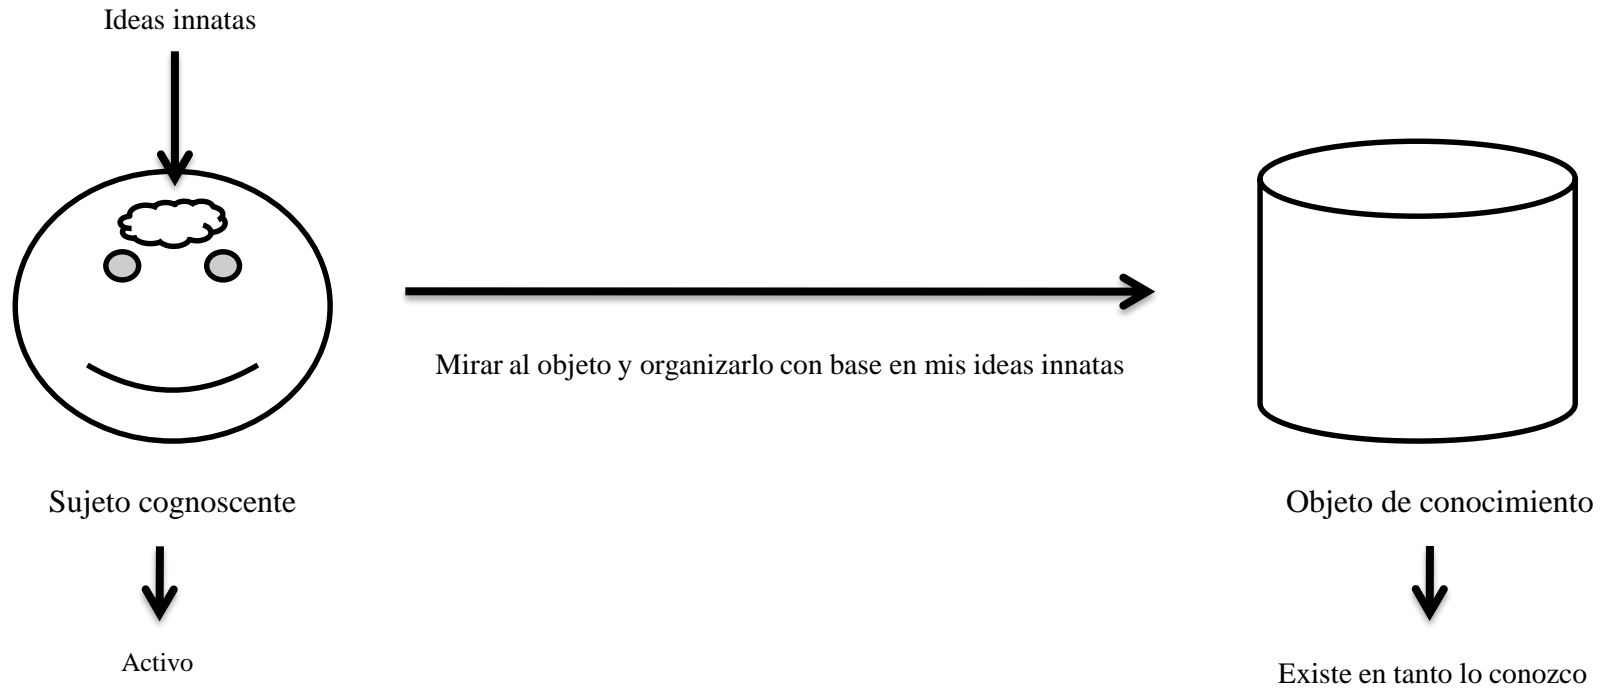 Ideas innatas
Mirar al objeto y organizarlo con base en mis ideas innatas
Sujeto cognoscente
Objeto de conocimiento
Activo
Existe en tanto lo conozco